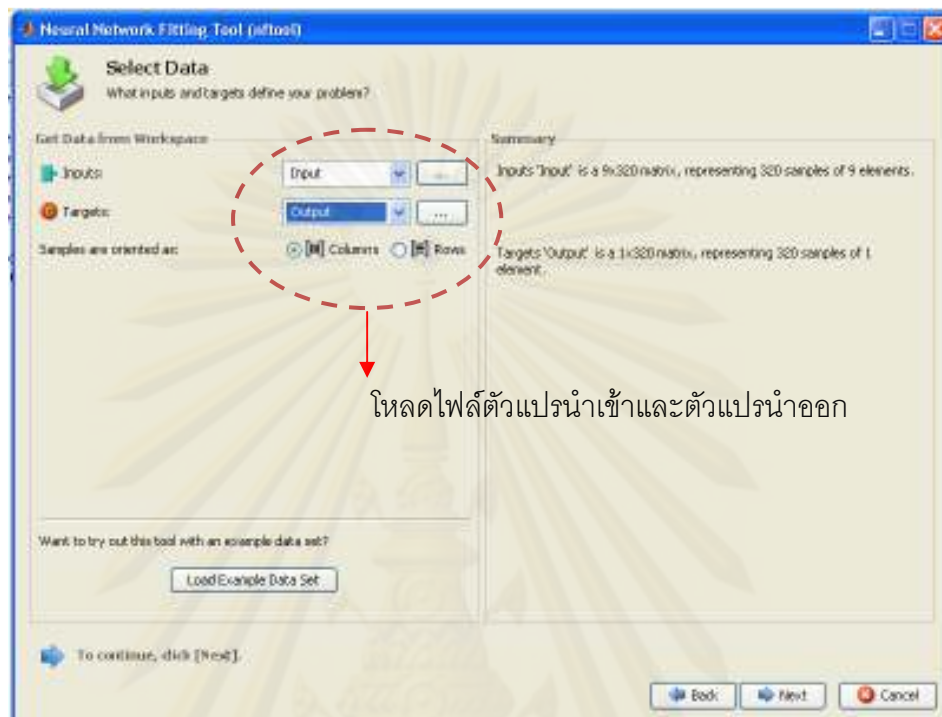 Neural Network Fitting Tool (nftool)
Select Data
What inputs and targets define your problem?
Get Data from Workspace
Inputs: Input ...
Targets: Output ...
Samples are oriented as: Columns Rows
Summary
Inputs 'Input' is a 9x320 matrix, representing 320 samples of 9 elements.
Targets 'Output' is a 1x320 matrix, representing 320 samples of 1
element.
โหลดไฟล์ตัวแปรนำเข้าและตัวแปรนำออก
Want to try out this tool with an example data set?
Load Example Data Set
To continue, click [Next].
Back Next Cancel